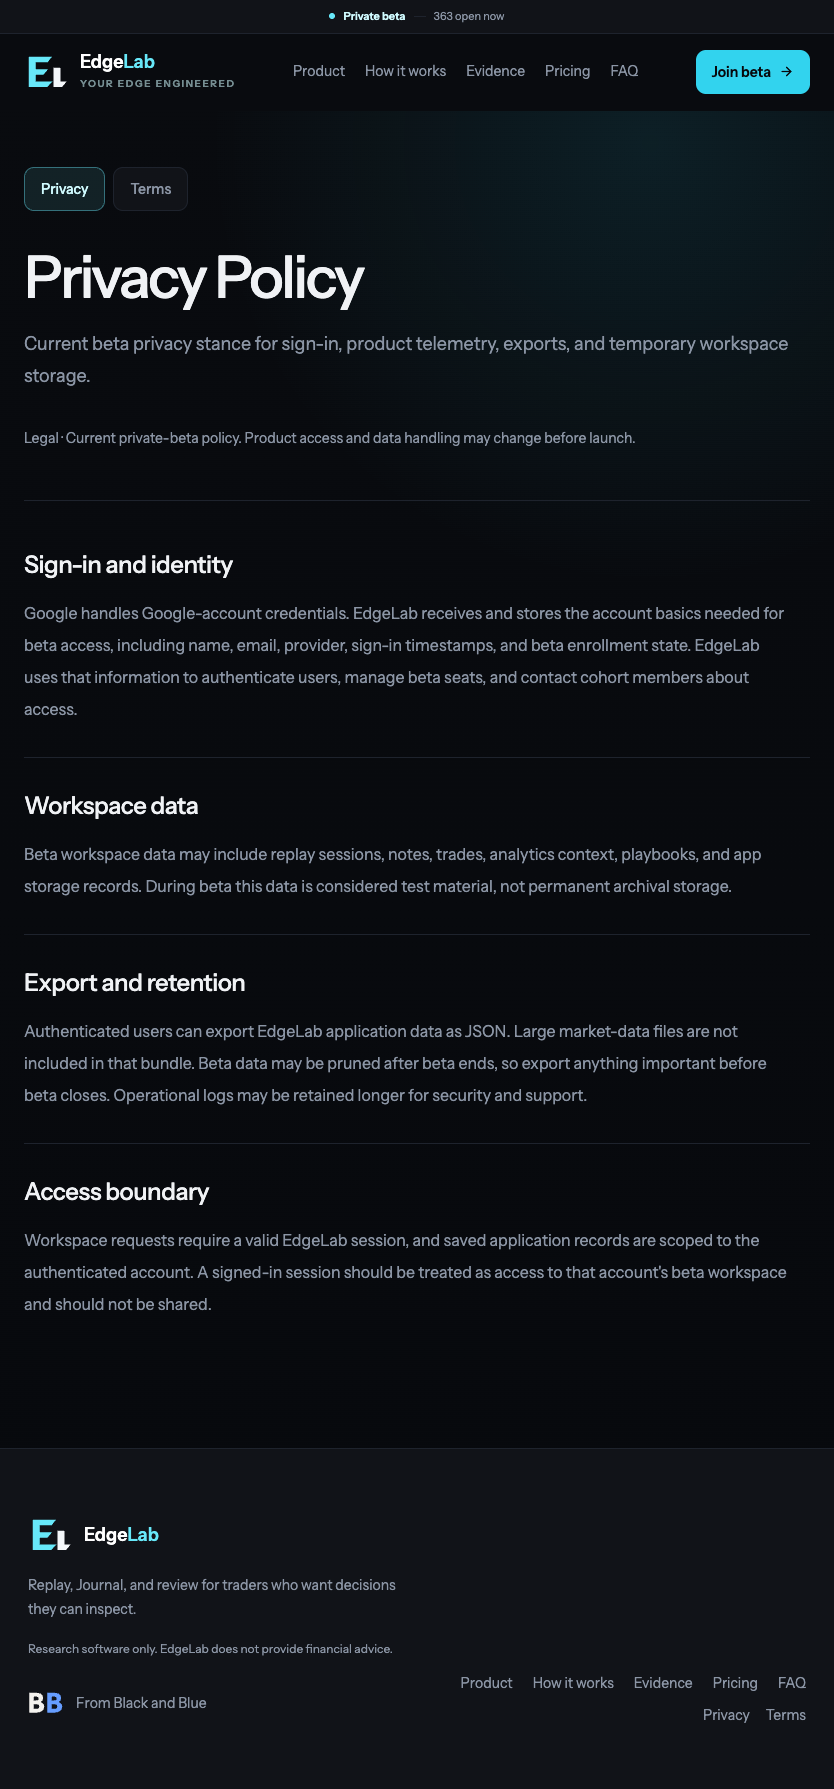 Private beta — 363 open now
EdgeLab
YOUR EDGE ENGINEERED
Product How it works Evidence Pricing FAQ
Join beta →
Privacy Terms
Privacy Policy
Current beta privacy stance for sign-in, product telemetry, exports, and temporary workspace
storage.
Legal · Current private-beta policy. Product access and data handling may change before launch.
Sign-in and identity
Google handles Google-account credentials. EdgeLab receives and stores the account basics needed for
beta access, including name, email, provider, sign-in timestamps, and beta enrollment state. EdgeLab
uses that information to authenticate users, manage beta seats, and contact cohort members about
access.
Workspace data
Beta workspace data may include replay sessions, notes, trades, analytics context, playbooks, and app
storage records. During beta this data is considered test material, not permanent archival storage.
Export and retention
Authenticated users can export EdgeLab application data as JSON. Large market-data files are not
included in that bundle. Beta data may be pruned after beta ends, so export anything important before
beta closes. Operational logs may be retained longer for security and support.
Access boundary
Workspace requests require a valid EdgeLab session, and saved application records are scoped to the
authenticated account. A signed-in session should be treated as access to that account's beta workspace
and should not be shared.
EL EdgeLab
Replay, Journal, and review for traders who want decisions
they can inspect.
Research software only. EdgeLab does not provide financial advice.
BB From Black and Blue
Product How it works Evidence Pricing FAQ
Privacy Terms